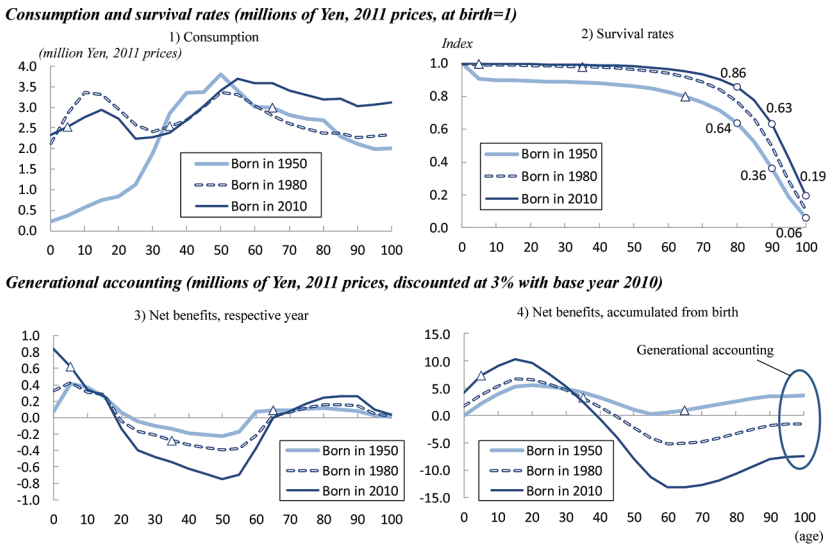 Consumption and survival rates (millions of Yen, 2011 prices, at birth=1)
1) Consumption
(million Yen, 2011 prices)
4.0
3.5
3.0
2.5
2.0
1.5
1.0
0.5
0.0
0 10 20 30 40 50 60 70 80 90 100
Born in 1950
Born in 1980
Born in 2010
2) Survival rates
Index
1.0
0.8
0.6
0.4
0.2
0.0
0 10 20 30 40 50 60 70 80 90 100
0.86
0.63
0.64
0.36
0.19
0.06
Born in 1950
Born in 1980
Born in 2010
Generational accounting (millions of Yen, 2011 prices, discounted at 3% with base year 2010)
3) Net benefits, respective year
1.0
0.8
0.6
0.4
0.2
0.0
-0.2
-0.4
-0.6
-0.8
-1.0
0 10 20 30 40 50 60 70 80 90 100
Born in 1950
Born in 1980
Born in 2010
4) Net benefits, accumulated from birth
15.0
10.0
5.0
0.0
-5.0
-10.0
-15.0
0 10 20 30 40 50 60 70 80 90 100
(age)
Generational accounting
Born in 1950
Born in 1980
Born in 2010